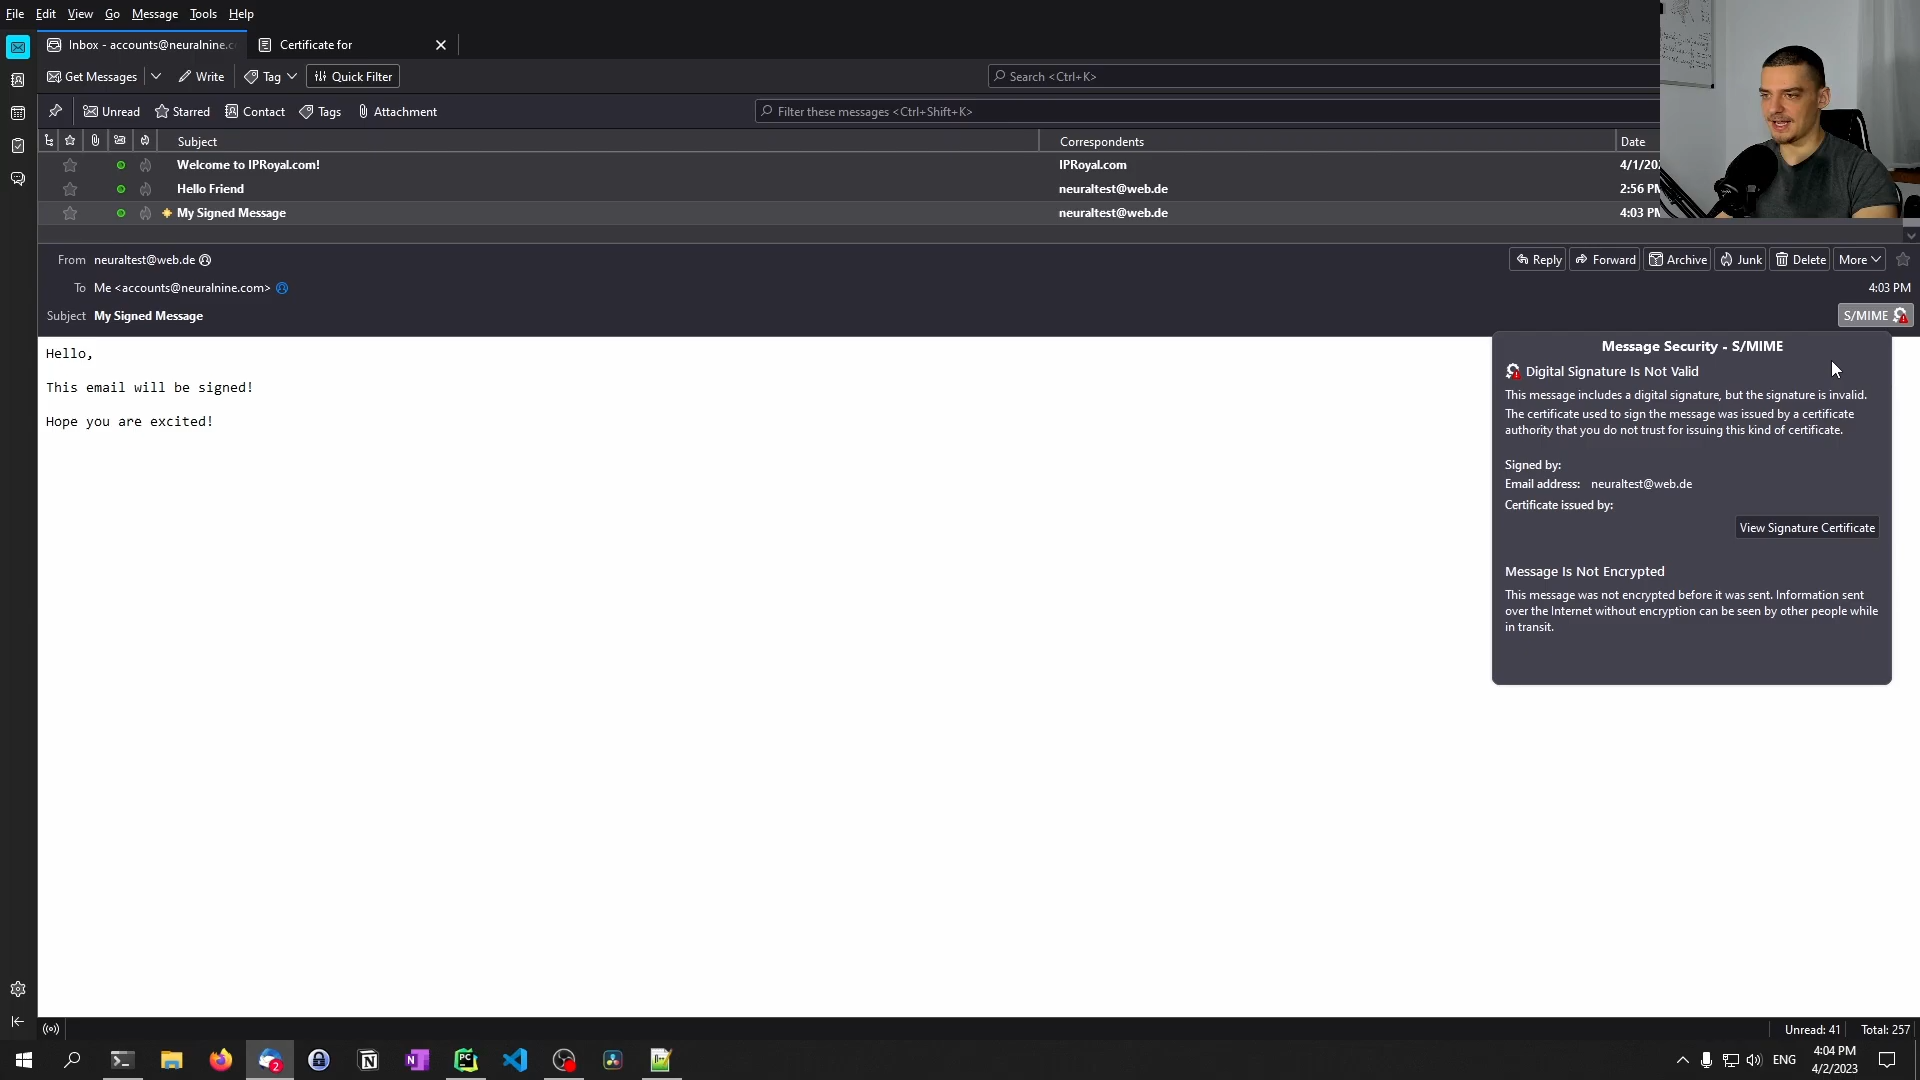 File Edit View Go Message Tools Help
Inbox - accounts@neuralnine.c
Certificate for
Get Messages
Write
Tag
Quick Filter
Search <Ctrl+K>
Unread
Starred
Contact
Tags
Attachment
Filter these messages <Ctrl+Shift+K>
Subject Correspondents Date
Welcome to IPRoyal.com! IPRoyal.com 4/1/202
Hello Friend neuraltest@web.de 2:56 PM
My Signed Message neuraltest@web.de 4:03 PM
From neuraltest@web.de
Reply Forward Archive Junk Delete More
To Me <accounts@neuralnine.com>
4:03 PM
Subject My Signed Message
S/MIME
Hello,
This email will be signed!
Hope you are excited!
Message Security - S/MIME
Digital Signature Is Not Valid
This message includes a digital signature, but the signature is invalid.
The certificate used to sign the message was issued by a certificate
authority that you do not trust for issuing this kind of certificate.
Signed by:
Email address: neuraltest@web.de
Certificate issued by:
View Signature Certificate
Message Is Not Encrypted
This message was not encrypted before it was sent. Information sent
over the Internet without encryption can be seen by other people while
in transit.
Unread: 41 Total: 257
2
ENG
4:04 PM
4/2/2023